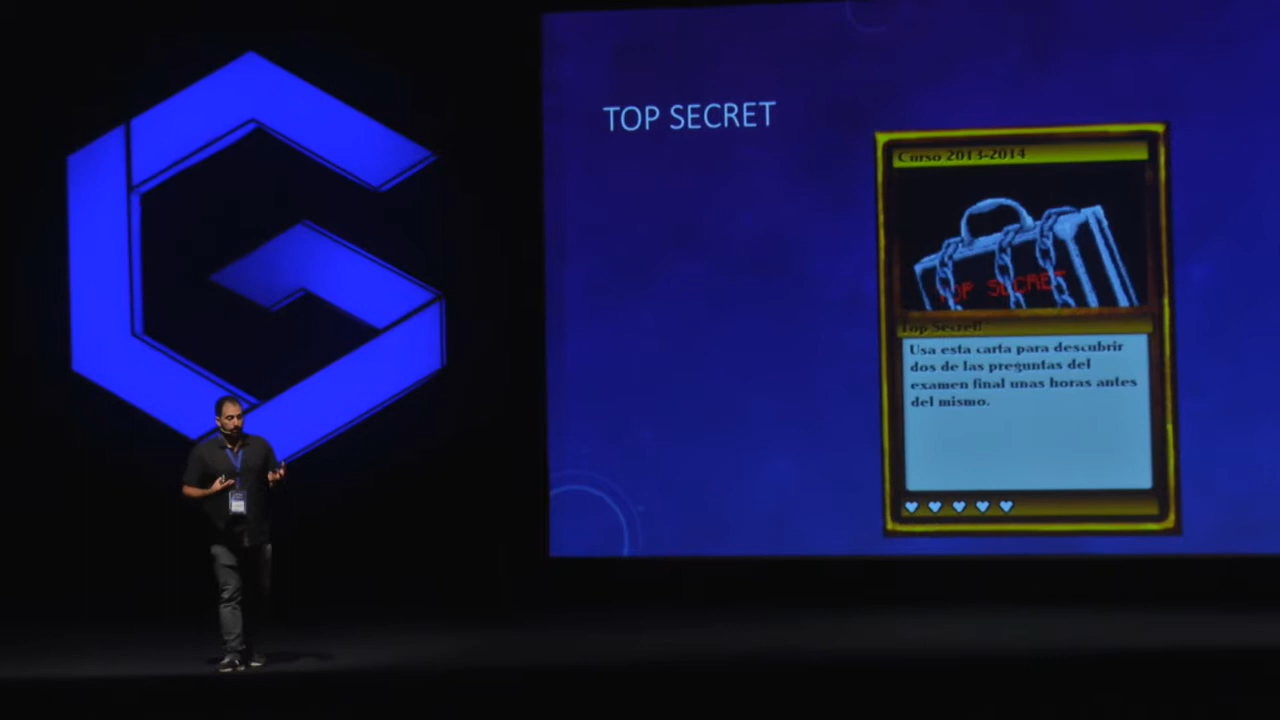 TOP SECRET
Curso 2013-2014
TOP SECRET
Top Secret!
Usa esta carta para descubrir
dos de las preguntas del
examen final unas horas antes
del mismo.